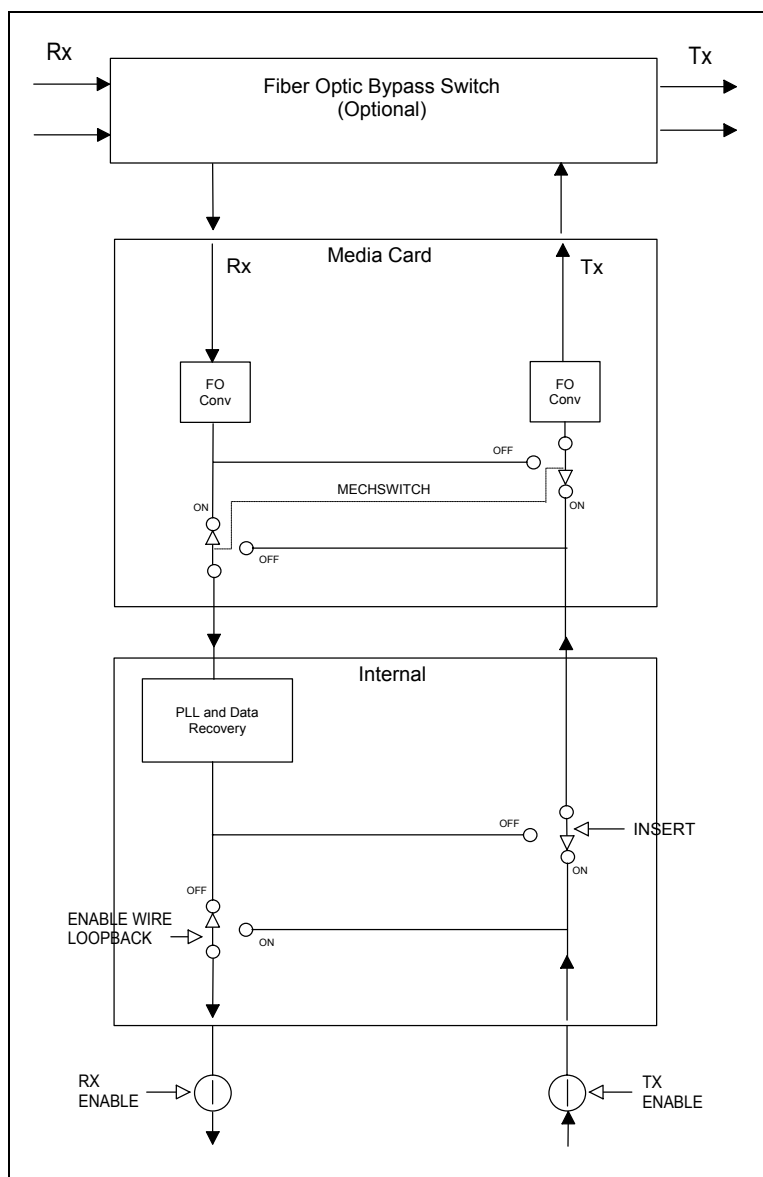 Rx
Tx
Fiber Optic Bypass Switch
(Optional)
Media Card
Rx
Tx
FO
Conv
FO
Conv
OFF
MECHSWITCH
ON
ON
OFF
Internal
PLL and Data
Recovery
OFF
INSERT
ON
OFF
ENABLE WIRE
LOOPBACK
ON
RX
ENABLE
TX
ENABLE